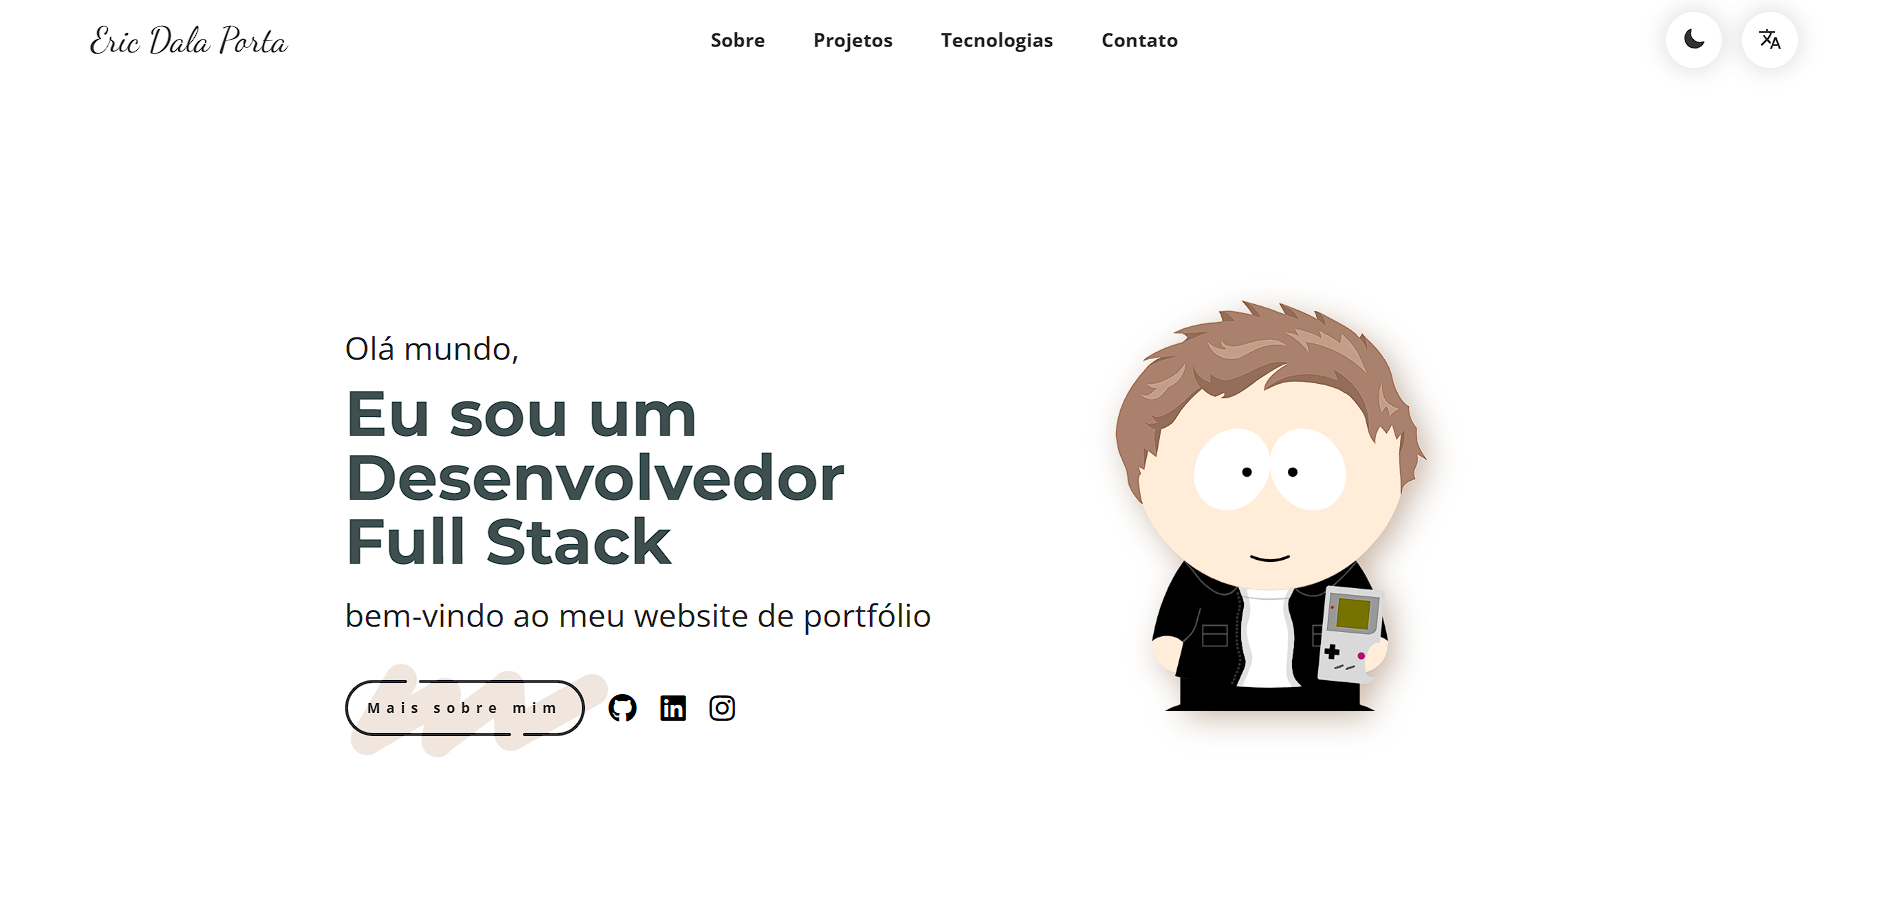 Eric Dala Porta
Sobre Projetos Tecnologias Contato
Olá mundo,
Eu sou um
Desenvolvedor
Full Stack
bem-vindo ao meu website de portfólio
Mais sobre mim